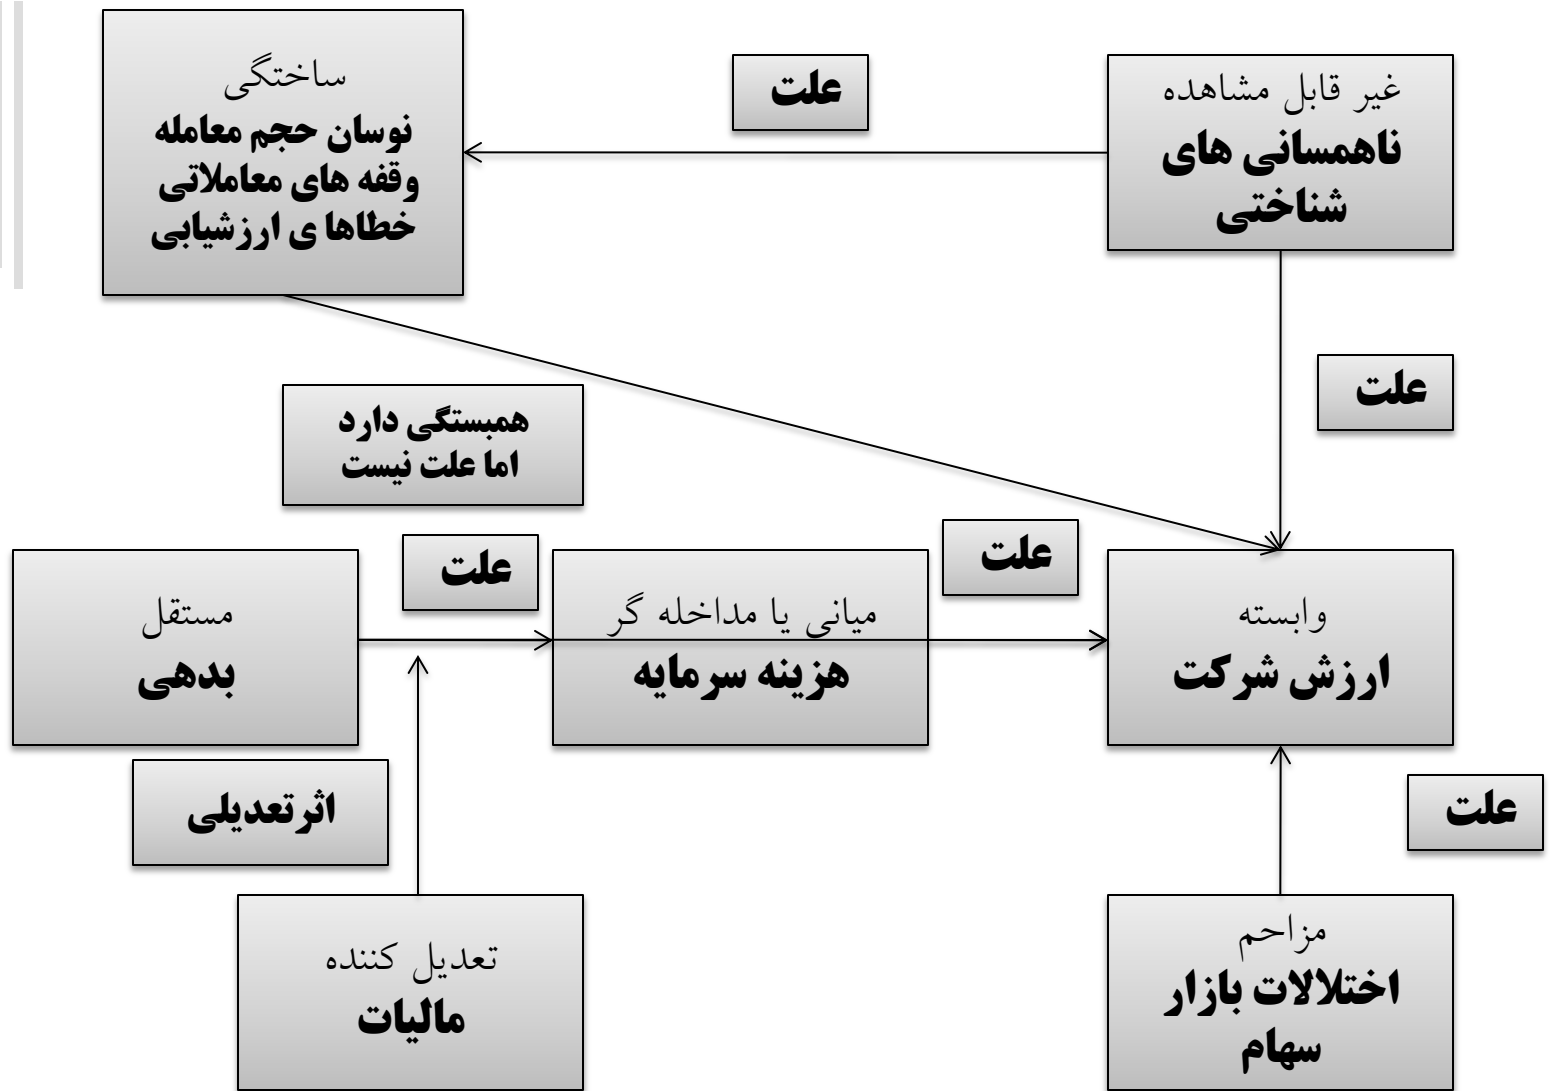 غیر قابل مشاهده
ناهمسانی های
شناختی
علت
ساختگی
نوسان حجم معامله
وقفه های معاملاتی
خطاها ی ارزشیابی
علت
همبستگی دارد
اما علت نیست
علت
علت
وابسته
ارزش شرکت
میانی یا مداخله گر
هزینه سرمایه
مستقل
بدهی
علت
اثرتعدیلی
مزاحم
اختلالات بازار
سهام
تعدیل کننده
مالیات